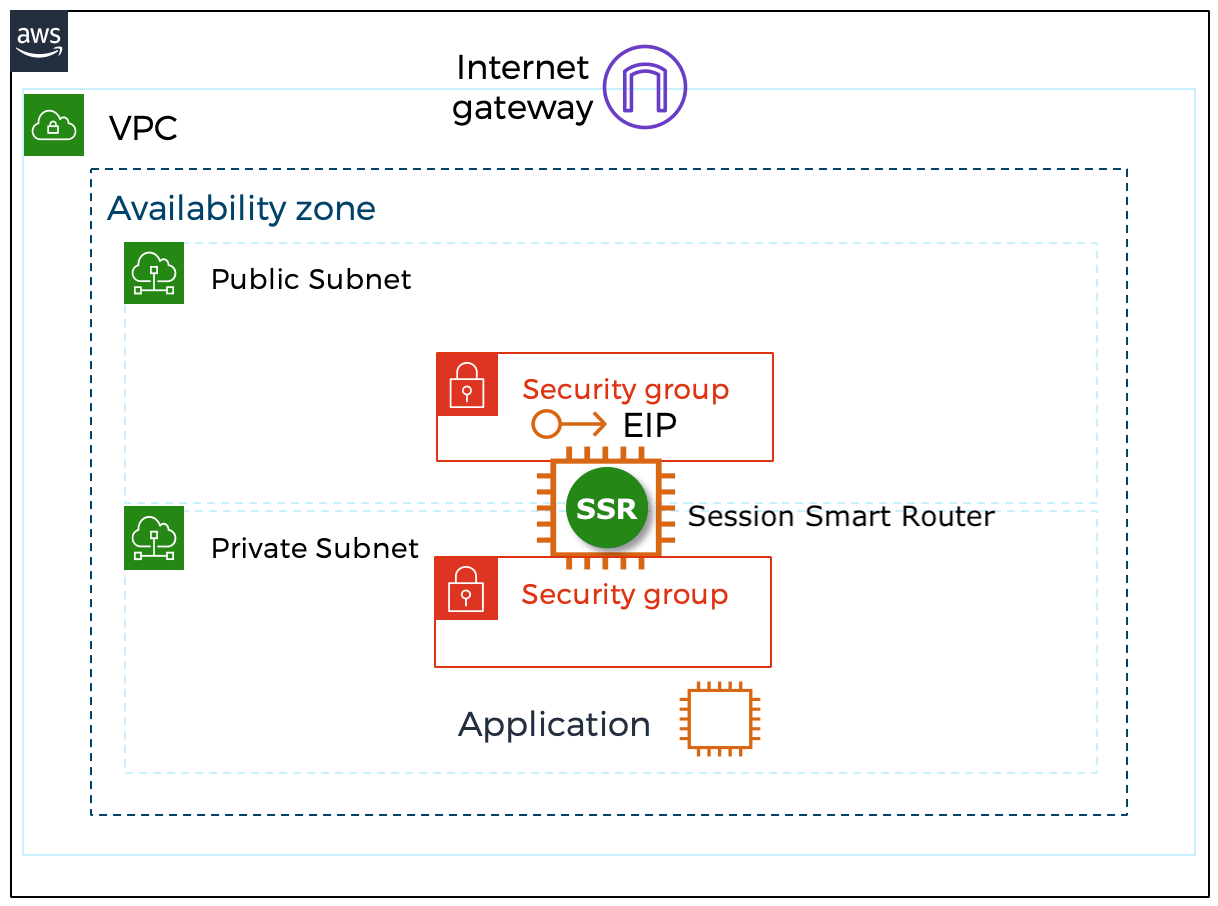 aws
Internet
gateway
VPC
Availability zone
Public Subnet
Security group
EIP
SSR
Session Smart Router
Private Subnet
Security group
Application